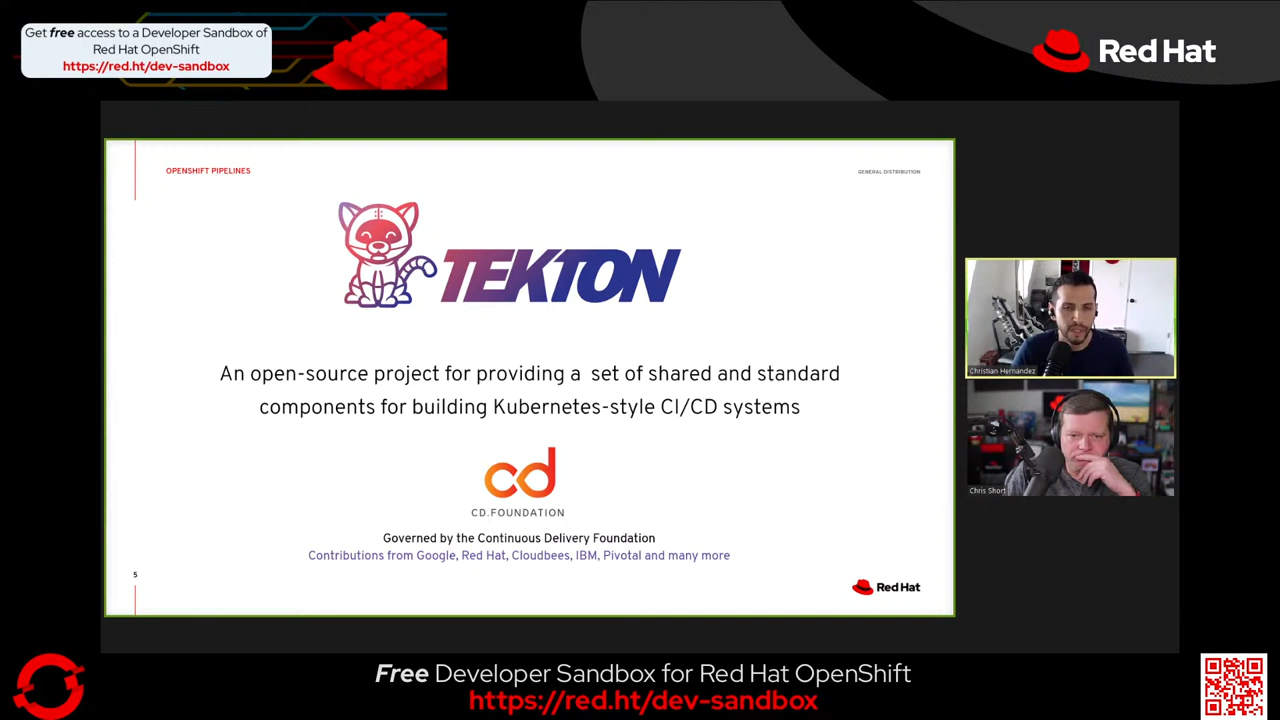 Get free access to a Developer Sandbox of
Red Hat OpenShift
https://red.ht/dev-sandbox
Red Hat
OPENSHIFT PIPELINES
GENERAL DISTRIBUTION
TEKTON
An open-source project for providing a set of shared and standard
components for building Kubernetes-style CI/CD systems
cd
CD.FOUNDATION
Governed by the Continuous Delivery Foundation
Contributions from Google, Red Hat, Cloudbees, IBM, Pivotal and many more
5
Red Hat
Christian Hernandez
Chris Short
Free Developer Sandbox for Red Hat OpenShift
https://red.ht/dev-sandbox